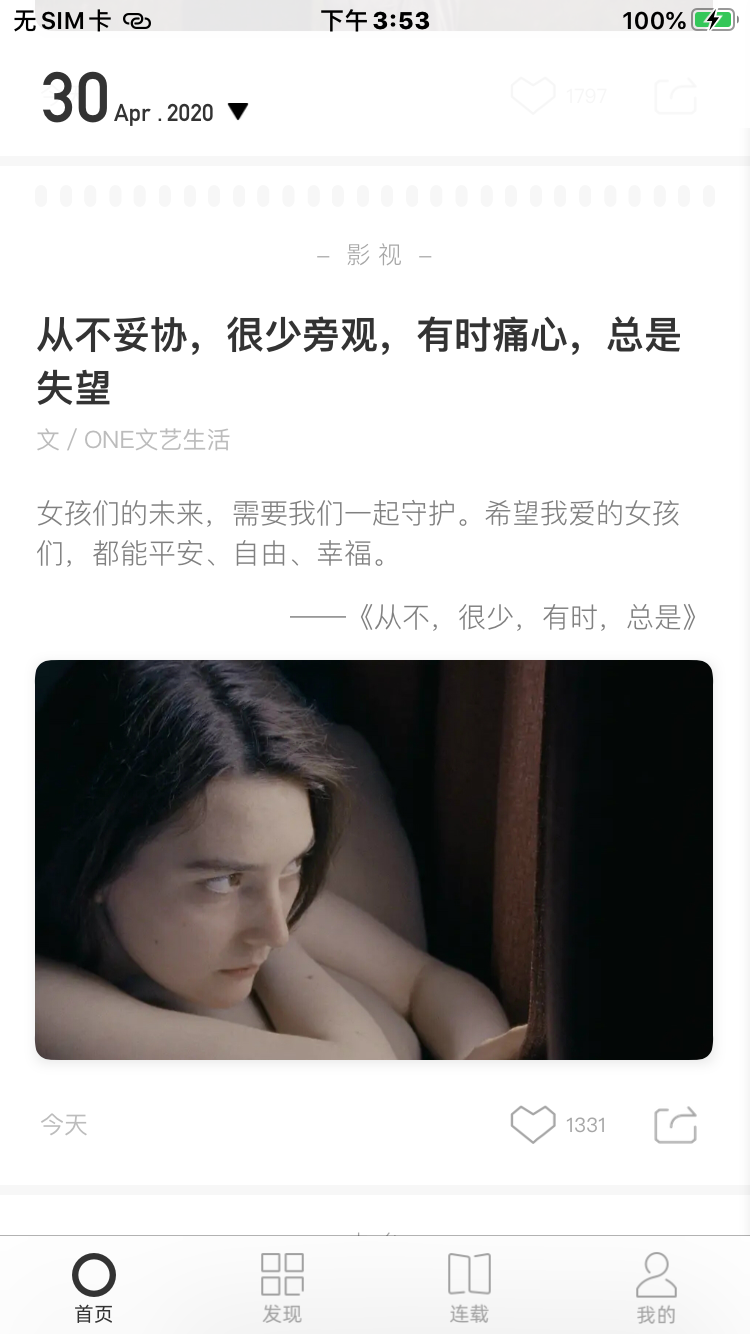 无SIM卡
下午3:53
100%
30 Apr . 2020
1797
– 影 视 –
从不妥协，很少旁观，有时痛心，总是
失望
文 / ONE文艺生活
女孩们的未来，需要我们一起守护。希望我爱的女孩
们，都能平安、自由、幸福。
——《从不，很少，有时，总是》
今天
1331
首页
发现
连载
我的